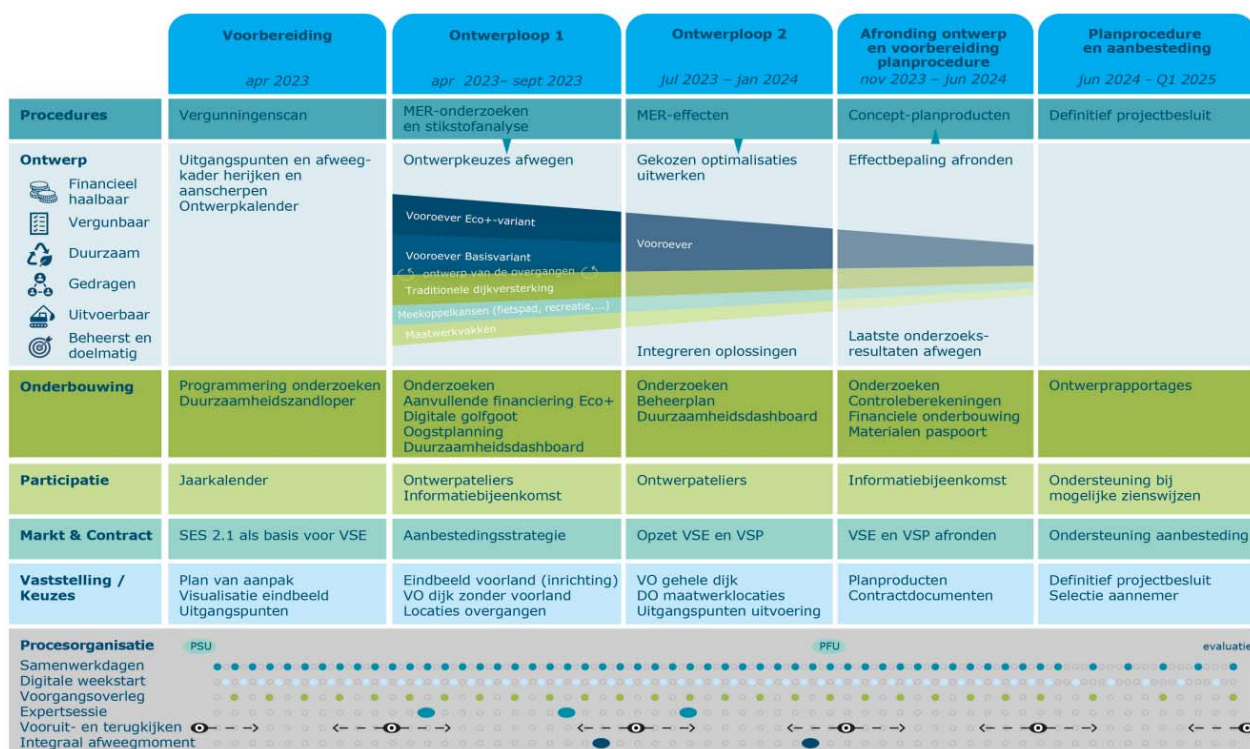 Voorbereiding
apr 2023
Ontwerploop 1
apr 2023– sept 2023
Ontwerploop 2
jul 2023 – jan 2024
Afronding ontwerp
en voorbereiding
planprocedure
nov 2023 – jun 2024
Planprocedure
en aanbesteding
jun 2024 - Q1 2025
Procedures
Vergunningenscan
MER-onderzoeken
en stikstofanalyse
MER-effecten
Concept-planproducten
Definitief projectbesluit
Ontwerp
Financieel
haalbaar
Vergunbaar
Duurzaam
Gedragen
Uitvoerbaar
Beheerst en
doelmatig
Uitgangspunten en afweeg-
kader herijken en
aanscherpen
Ontwerpkalender
Ontwerpkeuzes afwegen
Vooroever Eco+-variant
Vooroever Basisvariant
ontwerp van de overgangen
Traditionele dijkversterking
Meekoppelkansen (fietspad, recreatie,...)
Maatwerkvakken
Gekozen optimalisaties
uitwerken
Vooroever
Integreren oplossingen
Effectbepaling afronden
Laatste onderzoeks-
resultaten afwegen
Onderbouwing
Programmering onderzoeken
Duurzaamheidszandloper
Onderzoeken
Aanvullende financiering Eco+
Digitale golfgoot
Oogstplanning
Duurzaamheidsdashboard
Onderzoeken
Beheerplan
Duurzaamheidsdashboard
Onderzoeken
Controleberekeningen
Financiele onderbouwing
Materialen paspoort
Ontwerprapportages
Participatie
Jaarkalender
Ontwerpateliers
Informatiebijeenkomst
Ontwerpateliers
Informatiebijeenkomst
Ondersteuning bij
mogelijke zienswijzen
Markt & Contract
SES 2.1 als basis voor VSE
Aanbestedingsstrategie
Opzet VSE en VSP
VSE en VSP afronden
Ondersteuning aanbesteding
Vaststelling /
Keuzes
Plan van aanpak
Visualisatie eindbeeld
Uitgangspunten
Eindbeeld voorland (inrichting)
VO dijk zonder voorland
Locaties overgangen
VO gehele dijk
DO maatwerklocaties
Uitgangspunten uitvoering
Planproducten
Contractdocumenten
Definitief projectbesluit
Selectie aannemer
Procesorganisatie
PSU
PFU
evaluatie
Samenwerkdagen
Digitale weekstart
Voorgangsoverleg
Expertsessie
Vooruit- en terugkijken
Integraal afweegmoment